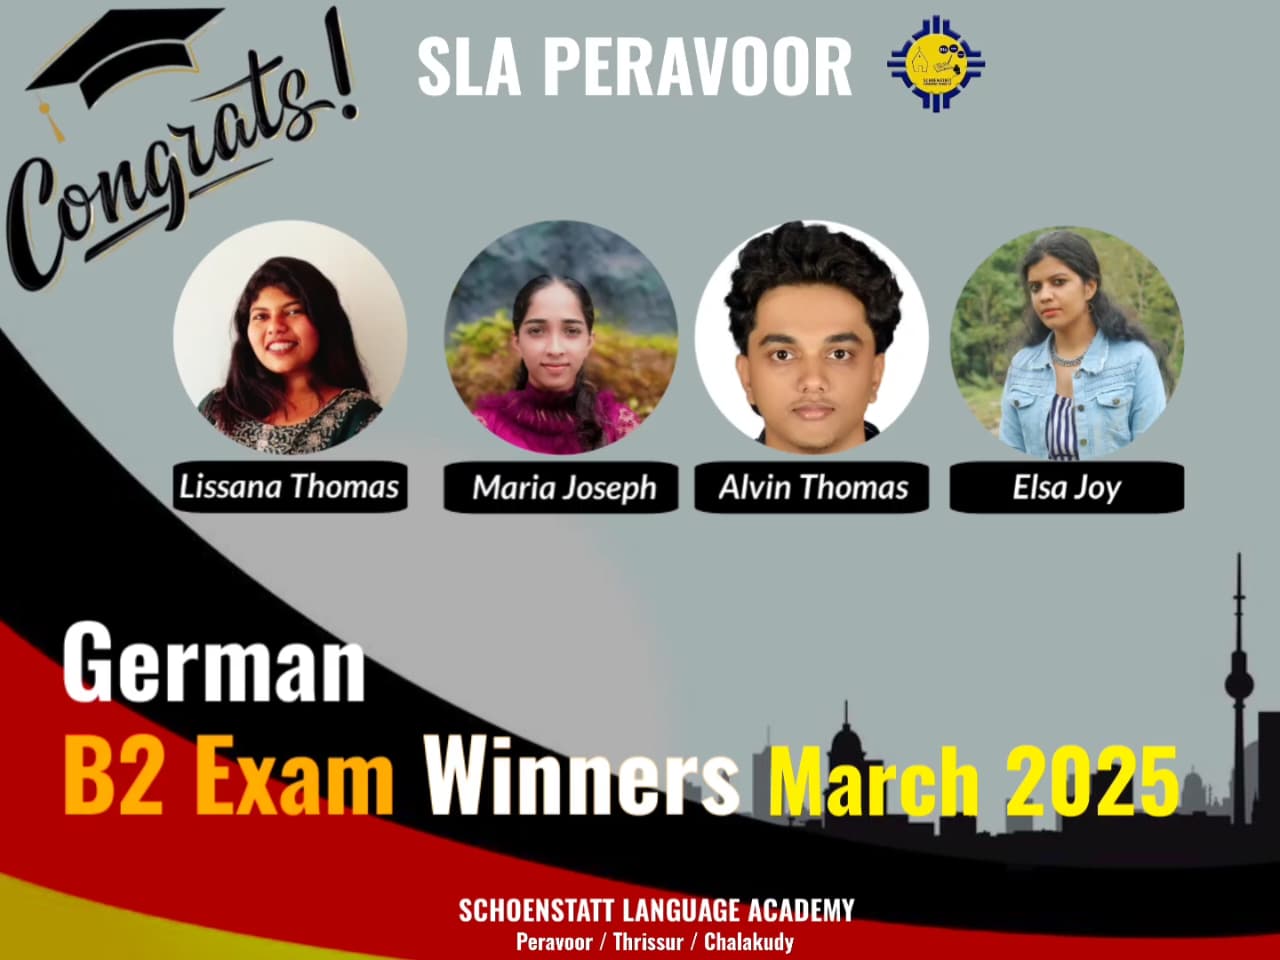 Congrats!
SLA PERAVOOR
Lissana Thomas
Maria Joseph
Alvin Thomas
Elsa Joy
German
B2 Exam Winners March 2025
SCHOENSTATT LANGUAGE ACADEMY
Peravoor / Thrissur / Chalakudy